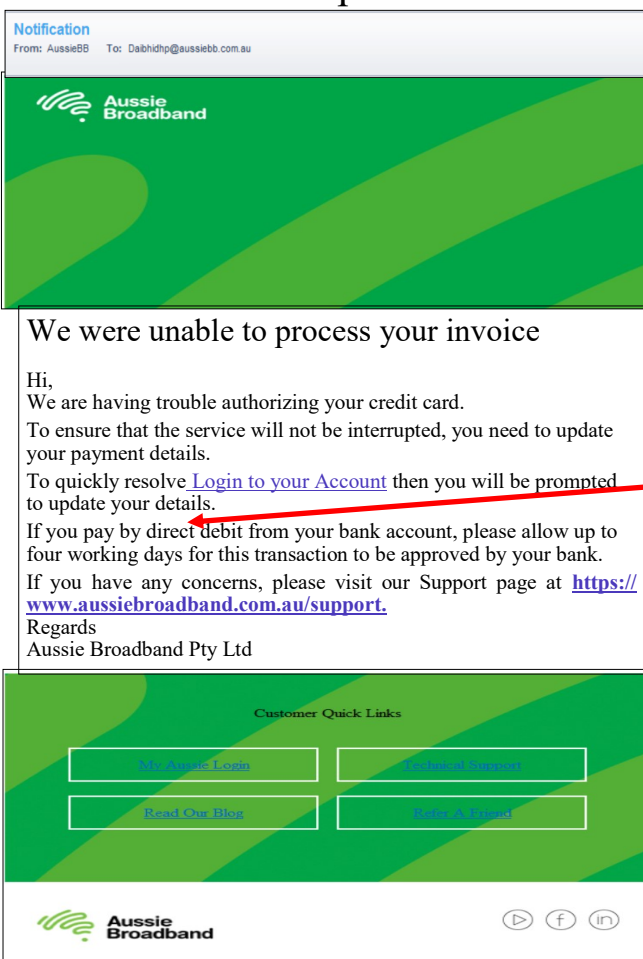 Notification
From: AussieBB To: Daibhidhp@aussiebb.com.au
Aussie
Broadband
We were unable to process your invoice
Hi,
We are having trouble authorizing your credit card.
To ensure that the service will not be interrupted, you need to update
your payment details.
To quickly resolve Login to your Account then you will be prompted
to update your details.
If you pay by direct debit from your bank account, please allow up to
four working days for this transaction to be approved by your bank.
If you have any concerns, please visit our Support page at https://
www.aussiebroadband.com.au/support.
Regards
Aussie Broadband Pty Ltd
Customer Quick Links
My Aussie Login Technical Support
Read Our Blog Refer A Friend
Aussie
Broadband
f in